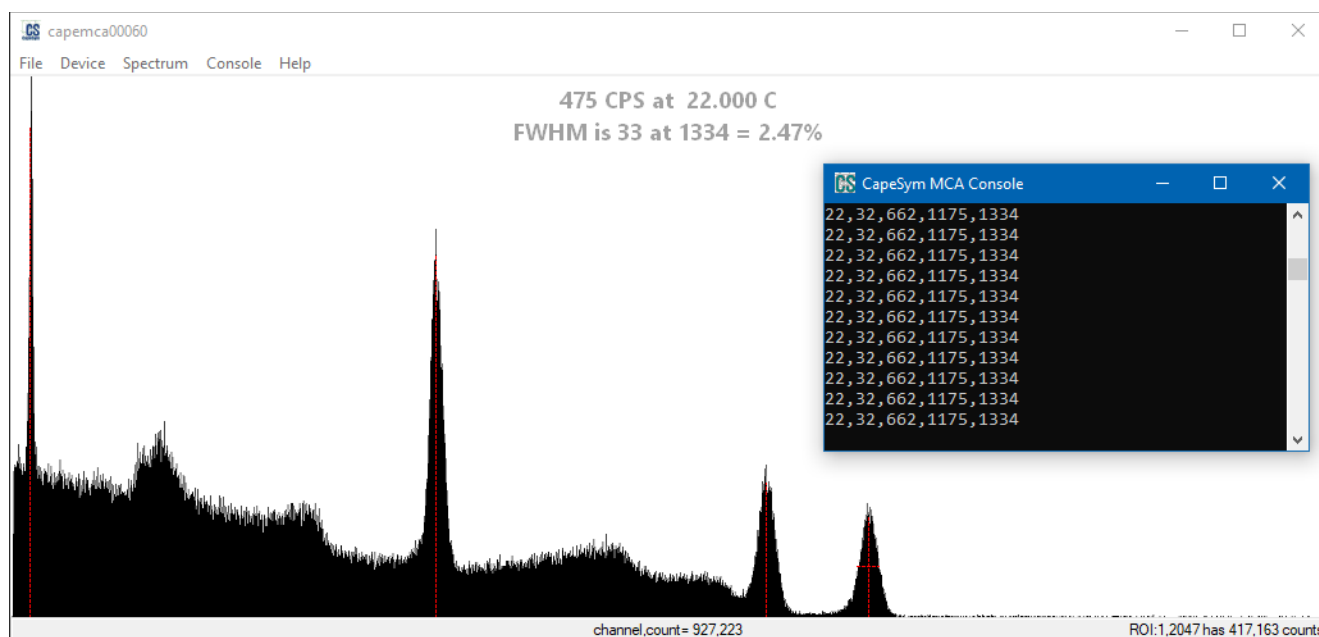 CS capemca00060
File Device Spectrum Console Help
475 CPS at 22.000 C
FWHM is 33 at 1334 = 2.47%
CS CapeSym MCA Console
22,32,662,1175,1334
22,32,662,1175,1334
22,32,662,1175,1334
22,32,662,1175,1334
22,32,662,1175,1334
22,32,662,1175,1334
22,32,662,1175,1334
22,32,662,1175,1334
22,32,662,1175,1334
22,32,662,1175,1334
22,32,662,1175,1334
channel,count= 927,223
ROI:1,2047 has 417,163 counts